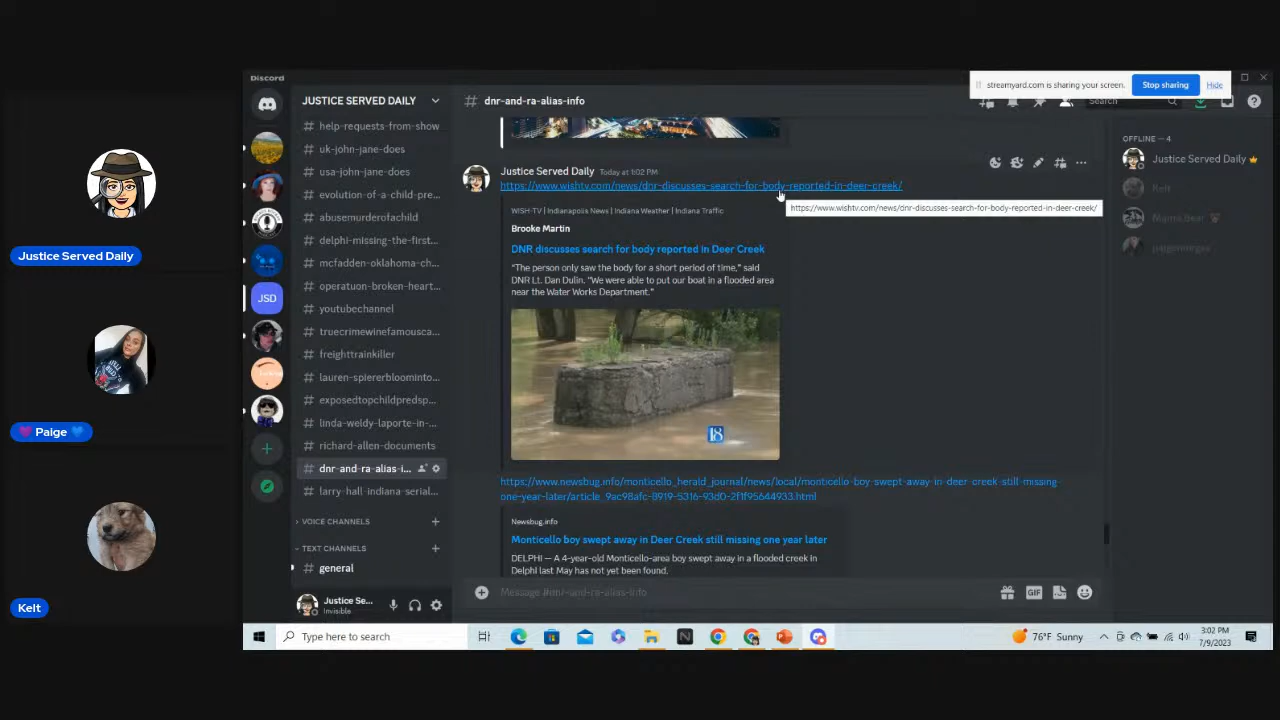 Discord
streamyard.com is sharing your screen.
Stop sharing
Hide
JUSTICE SERVED DAILY
# dnr-and-ra-alias-info
Search
# help-requests-from-show
# uk-john-jane-does
# usa-john-jane-does
# evolution-of-a-child-pre...
# abusemurderofachild
# delphi-missing-the-first...
# mcfadden-oklahoma-ch...
# operatuon-broken-heart...
# youtubechannel
# truecrimewinefamousca...
# freighttrainkiller
# lauren-spiererbloominto...
# exposedtopchildpredsp...
# linda-weldy-laporte-in-...
# richard-allen-documents
# dnr-and-ra-alias-i...
# larry-hall-indiana-serial...
VOICE CHANNELS
TEXT CHANNELS
# general
JSD
Justice Se...
Invisible
Justice Served Daily Today at 1:02 PM
https://www.wishtv.com/news/dnr-discusses-search-for-body-reported-in-deer-creek/
https://www.wishtv.com/news/dnr-discusses-search-for-body-reported-in-deer-creek/
WISH-TV | Indianapolis News | Indiana Weather | Indiana Traffic
Brooke Martin
DNR discusses search for body reported in Deer Creek
"The person only saw the body for a short period of time," said
DNR Lt. Dan Dulin. "We were able to put our boat in a flooded area
near the Water Works Department."
18
https://www.newsbug.info/monticello_herald_journal/news/local/monticello-boy-swept-away-in-deer-creek-still-missing-
one-year-later/article_9ac98afc-8919-5316-93d0-2f1f95644933.html
Newsbug.info
Monticello boy swept away in Deer Creek still missing one year later
DELPHI — A 4-year-old Monticello-area boy swept away in a flooded creek in
Delphi last May has not yet been found.
Message #dnr-and-ra-alias-info
GIF
OFFLINE — 4
Justice Served Daily
Kelt
Mama Bear
Justice Served Daily
💜 Paige 💙
Kelt
Type here to search
N
76°F Sunny
3:02 PM
7/9/2023